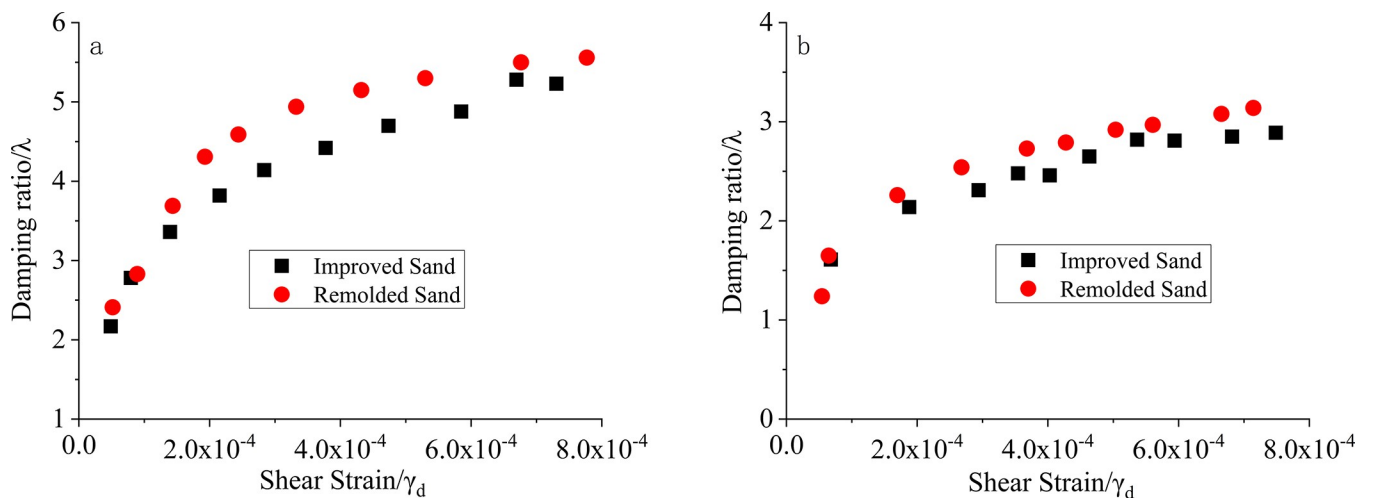 a
6
5
4
3
2
1
Damping ratio/λ
0.0 2.0x10⁻⁴ 4.0x10⁻⁴ 6.0x10⁻⁴ 8.0x10⁻⁴
Shear Strain/γd
Improved Sand
Remolded Sand
b
4
3
2
1
0
Damping ratio/λ
0.0 2.0x10⁻⁴ 4.0x10⁻⁴ 6.0x10⁻⁴ 8.0x10⁻⁴
Shear Strain/γd
Improved Sand
Remolded Sand